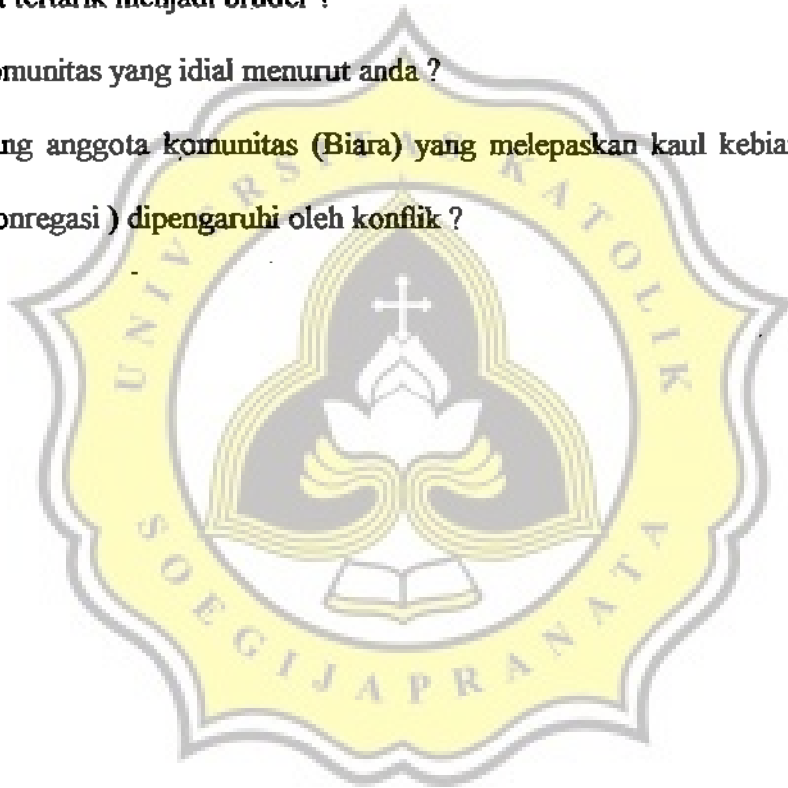 tertarik menjadi bruder ?
omunitas yang idial menurut anda ?
ng anggota komunitas (Biara) yang melepaskan kaul kebiar
onregasi ) dipengaruhi oleh konflik ?
UNIVERSITAS KATOLIK
SOEGIJAPRANATA